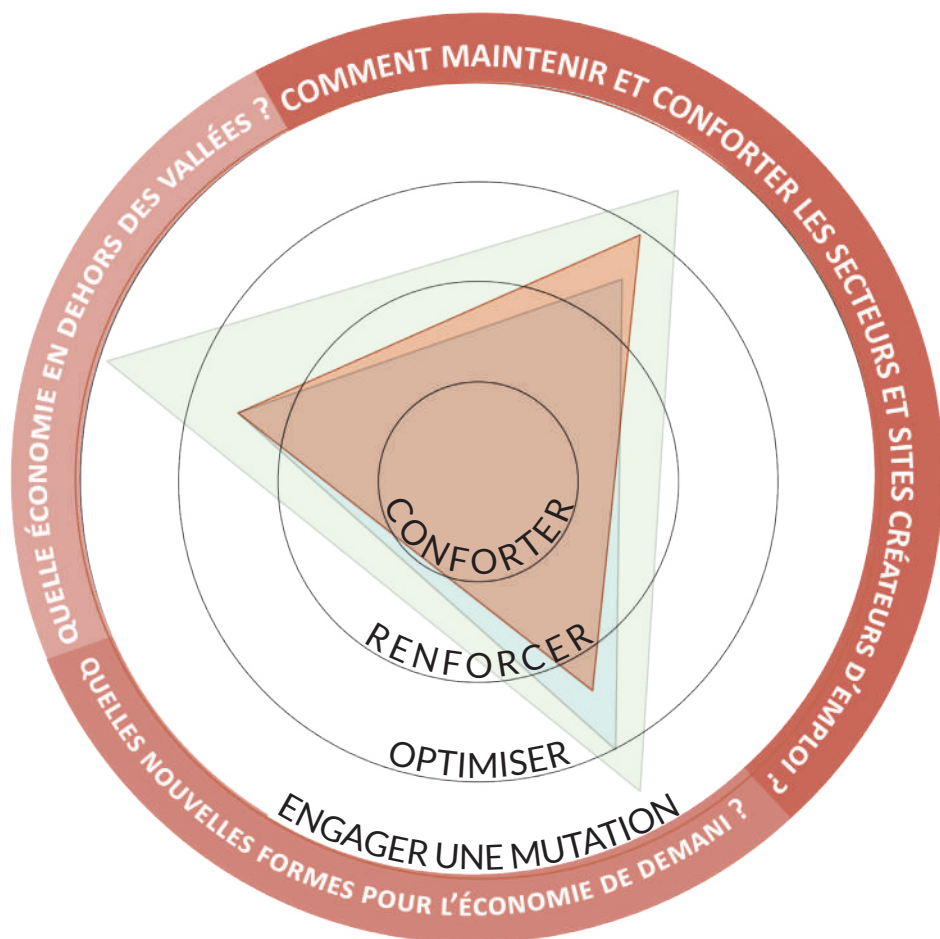 COMMENT MAINTENIR ET CONFORTER LES SECTEURS ET SITES CRÉATEURS D'EMPLOI ?
QUELLE ÉCONOMIE EN DEHORS DES VALLÉES ?
QUELLES NOUVELLES FORMES POUR L'ÉCONOMIE DE DEMANI ?
CONFORTER
RENFORCER
OPTIMISER
ENGAGER UNE MUTATION